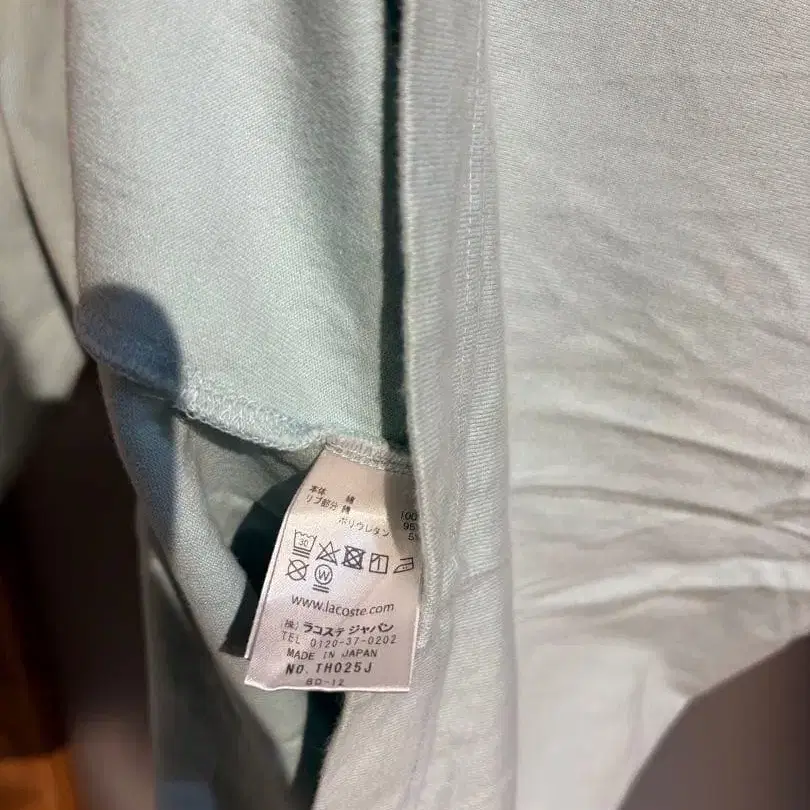 本体 綿 100
リブ部分 綿 95%
ポリウレタン 5%
30
W
www.lacoste.com
(株) ラコステ ジャパン
TEL 0120-37-0202
MADE IN JAPAN
NO. TH025J
BD-12